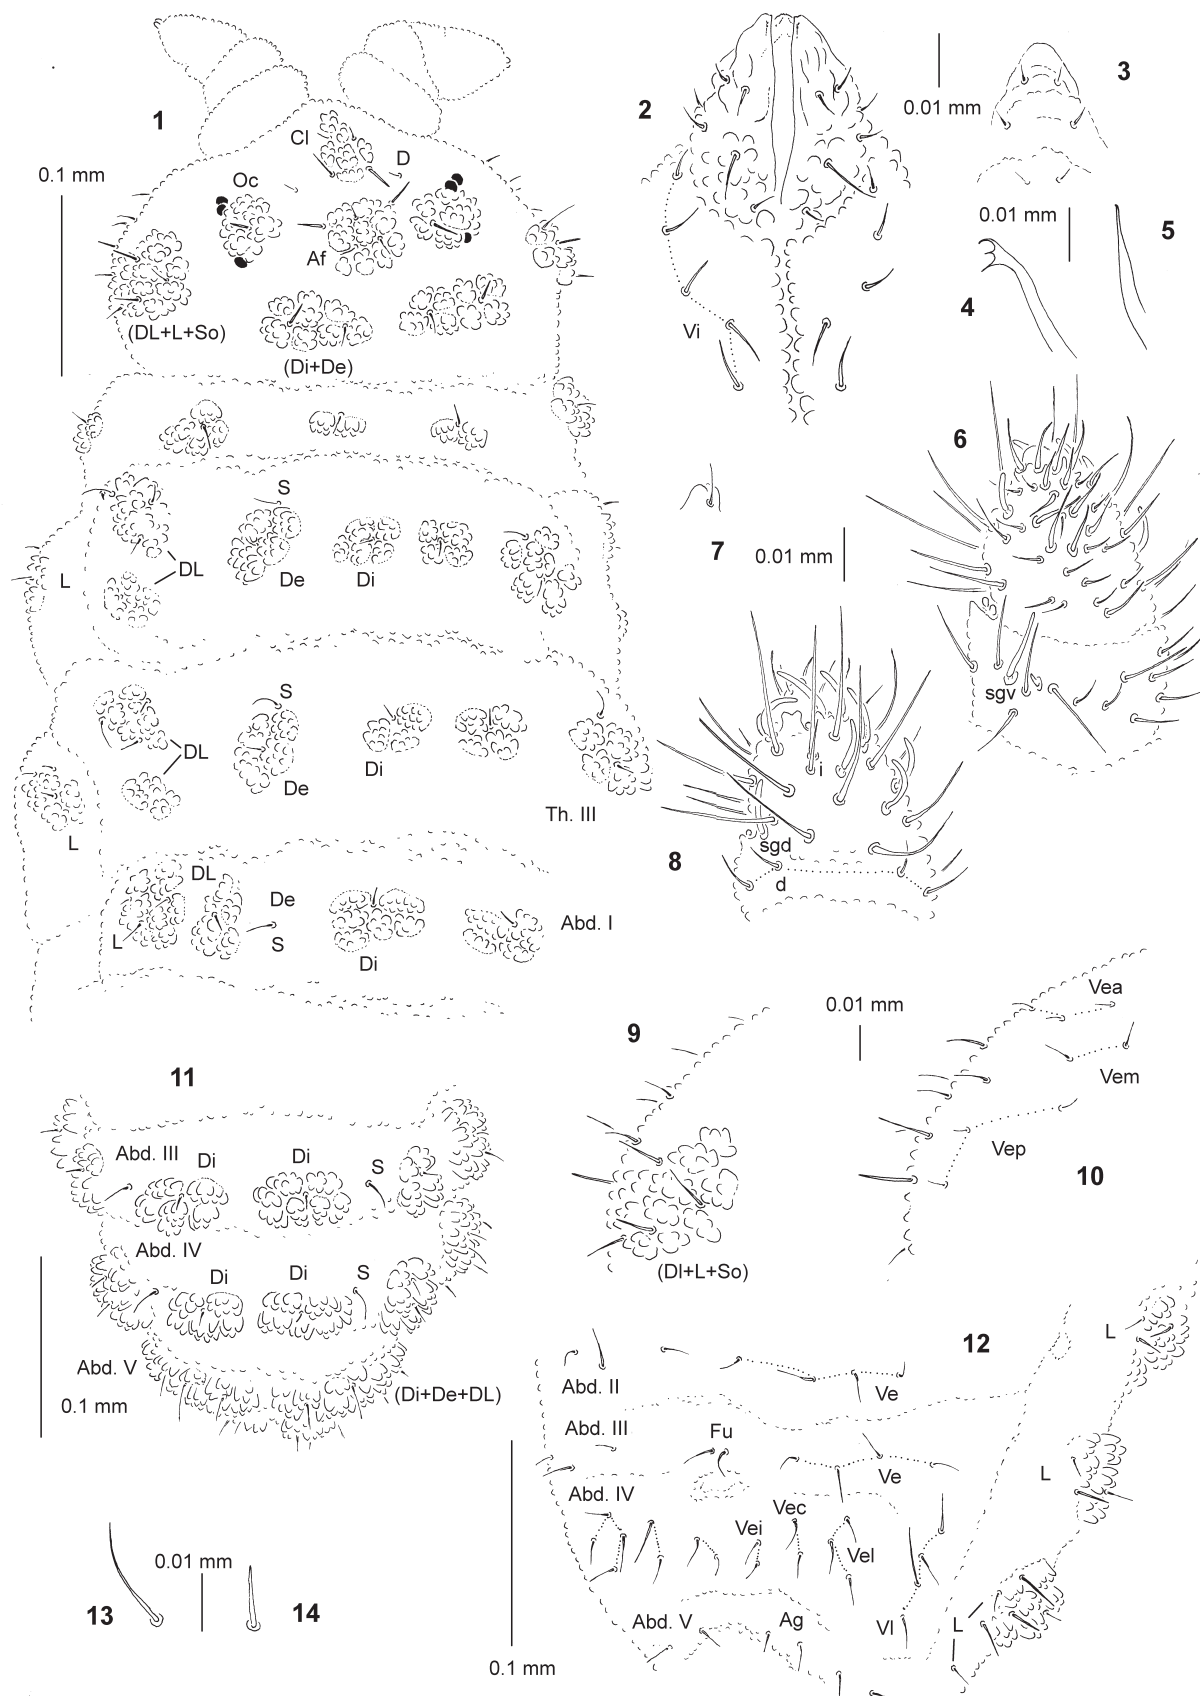 1
0.1 mm
Cl
D
Oc
Af
(DL+L+So)
(Di+De)
S
L
DL
De
Di
S
DL
De
Di
L
Th. III
DL
De
L
S
Di
Abd. I
2
0.01 mm
3
Vi
0.01 mm
5
4
6
7
0.01 mm
sgv
i
sgd
8
d
9
0.01 mm
(Dl+L+So)
Vea
Vem
Vep
10
11
Abd. III
Di
Di
S
Abd. IV
Di
Di
S
Abd. V
(Di+De+DL)
0.1 mm
12
L
Abd. II
Ve
Abd. III
Fu
Ve
L
Abd. IV
Vec
Vei
Vel
Abd. V
Ag
Vl
L
0.1 mm
13
0.01 mm
14